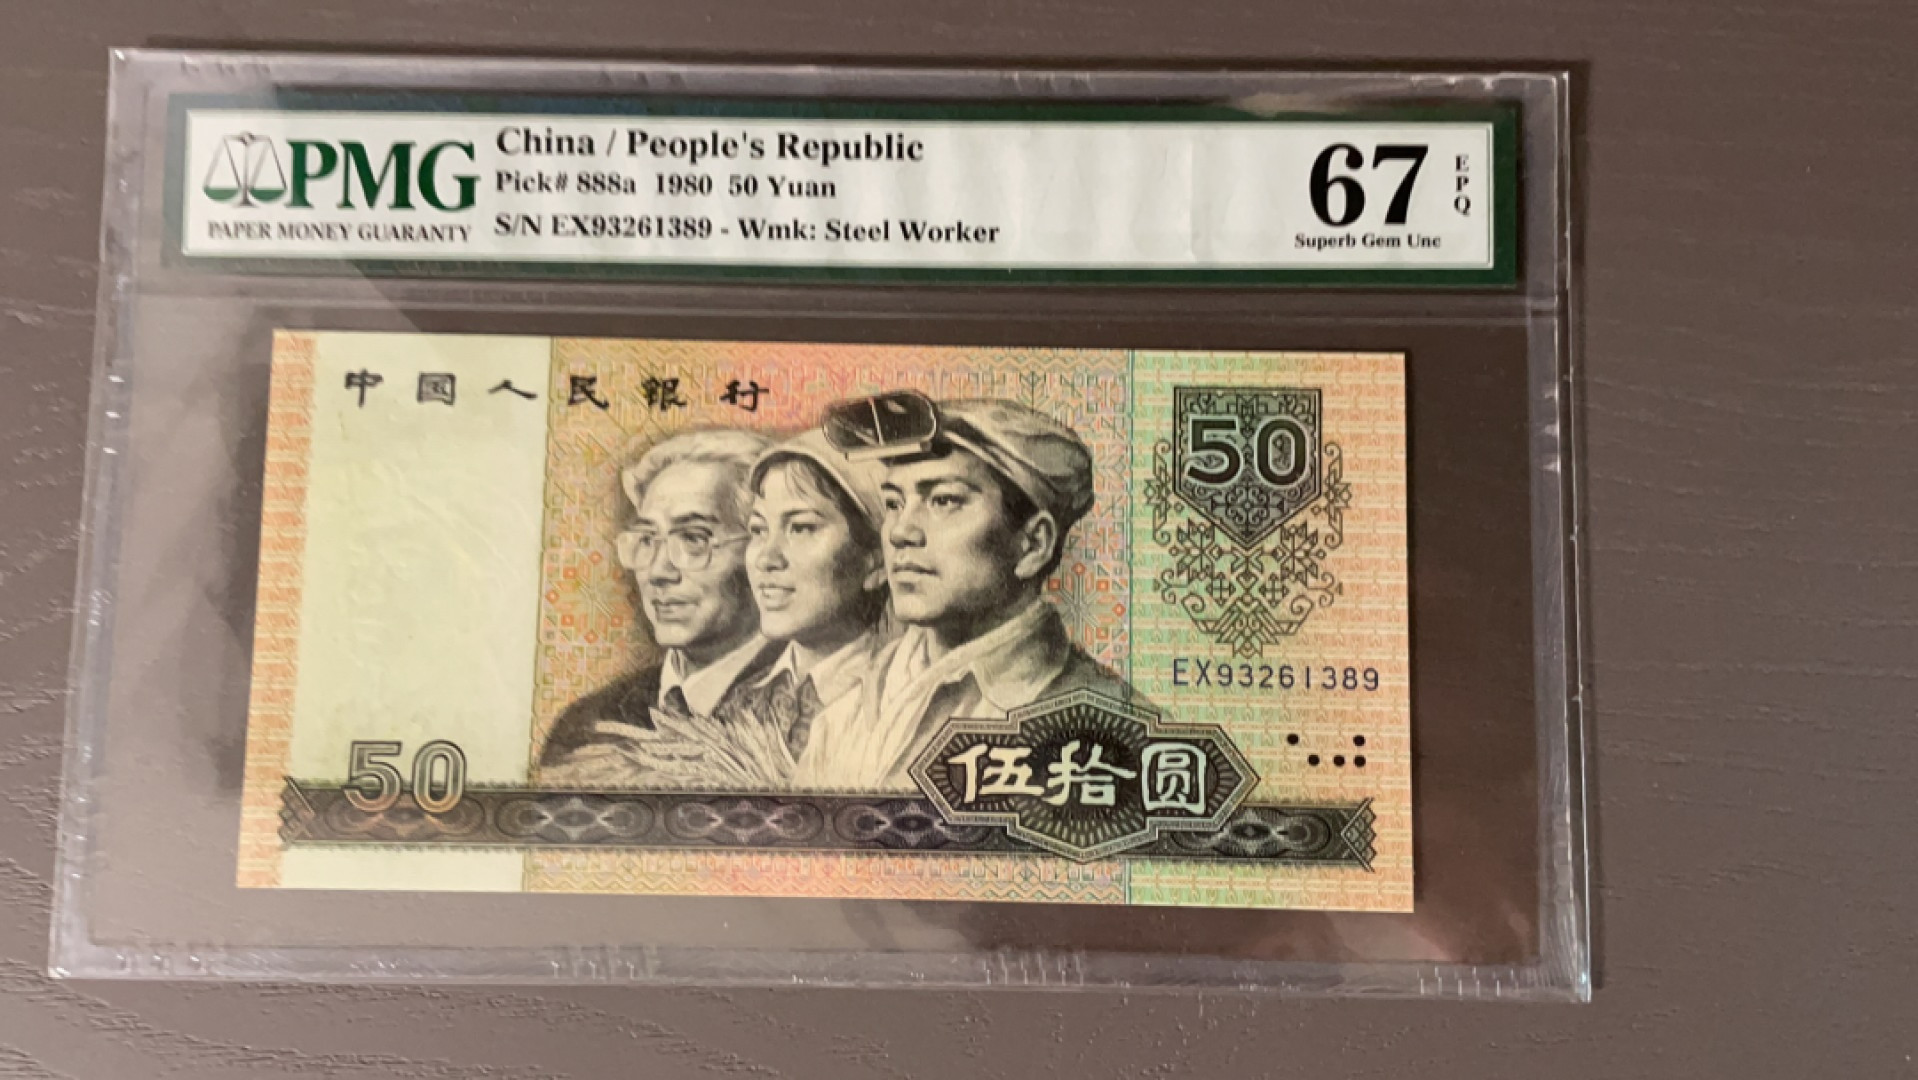 PMG
PAPER MONEY GUARANTY
China / People's Republic
Pick# 888a 1980 50 Yuan
S/N EX93261389 - Wmk: Steel Worker
67
EPQ
Superb Gem Unc
中国人民银行
50
EX93261389
50
伍拾圆